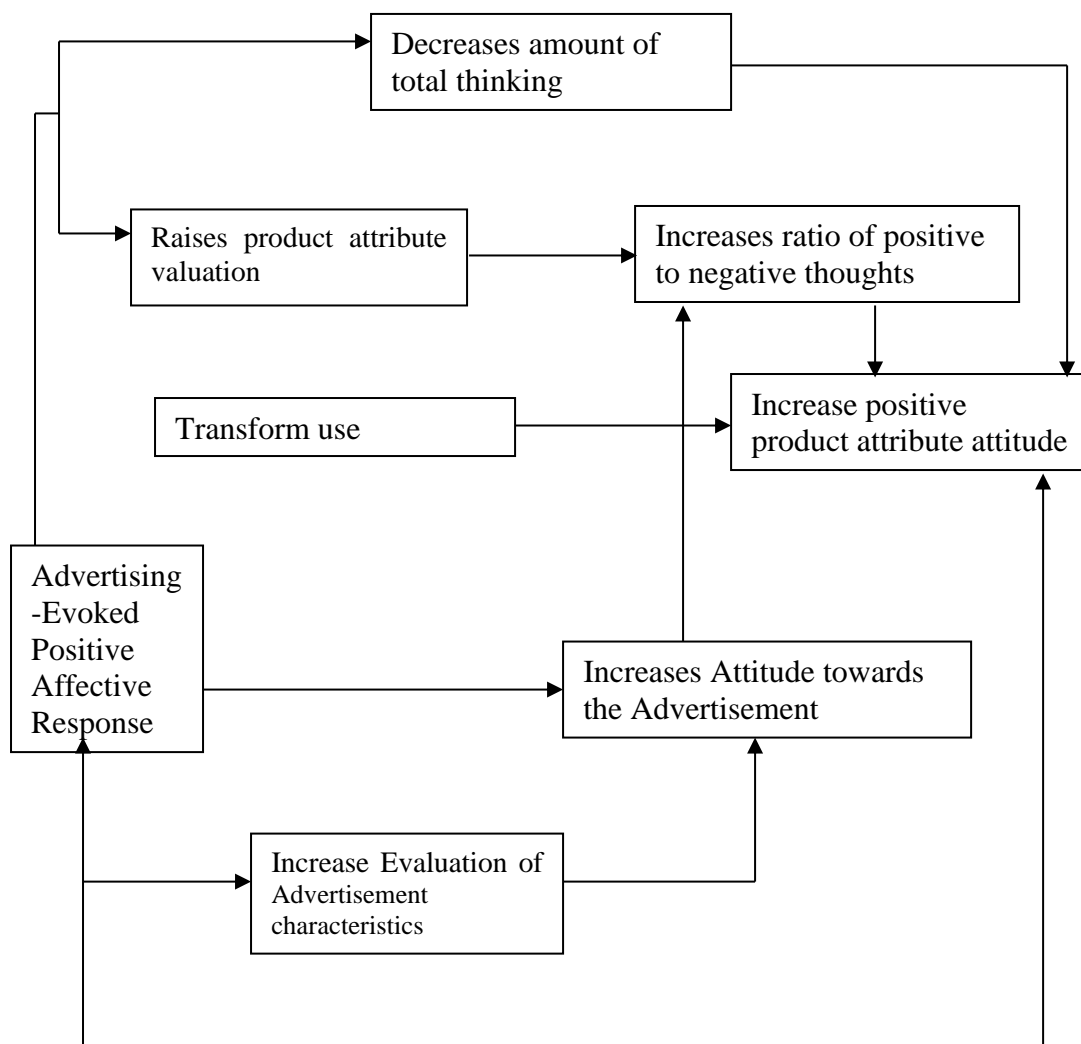 Decreases amount of
total thinking
Raises product attribute
valuation
Increases ratio of positive
to negative thoughts
Transform use
Increase positive
product attribute attitude
Advertising
-Evoked
Positive
Affective
Response
Increases Attitude towards
the Advertisement
Increase Evaluation of
Advertisement
characteristics